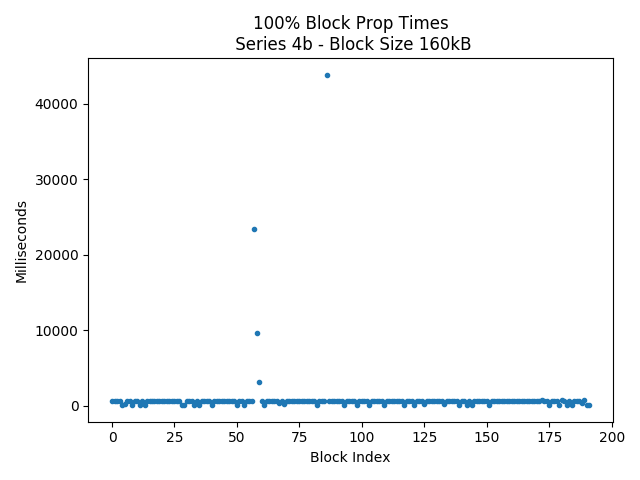 100% Block Prop Times
Series 4b - Block Size 160kB
Milliseconds
40000
30000
20000
10000
0
0 25 50 75 100 125 150 175 200
Block Index